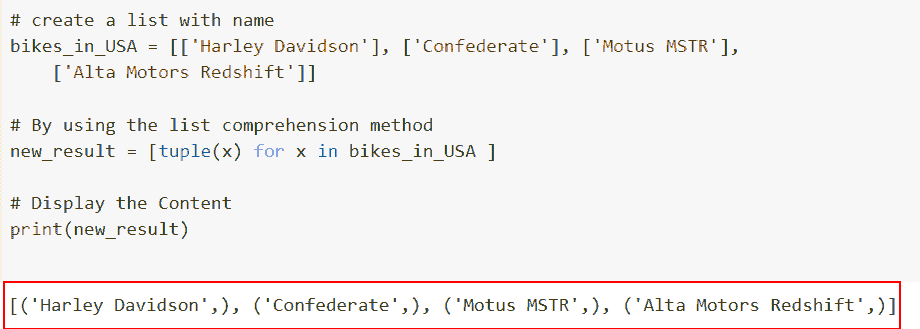 # create a list with name
bikes_in_USA = [['Harley Davidson'], ['Confederate'], ['Motus MSTR'],
    ['Alta Motors Redshift']]
# By using the list comprehension method
new_result = [tuple(x) for x in bikes_in_USA ]
# Display the Content
print(new_result)
[('Harley Davidson',), ('Confederate',), ('Motus MSTR',), ('Alta Motors Redshift',)]